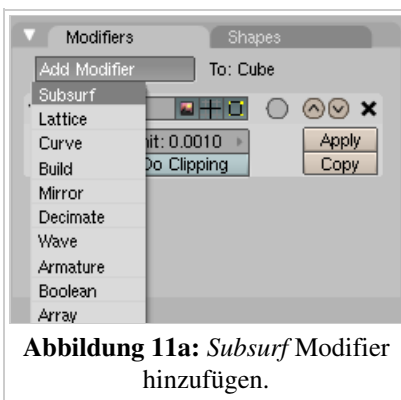 Modifiers Shapes
Add Modifier To: Cube
Subsurf
Lattice
Curve nit: 0.0010 Apply
Build Do Clipping Copy
Mirror
Decimate
Wave
Armature
Boolean
Array
Abbildung 11a: Subsurf Modifier
hinzufügen.